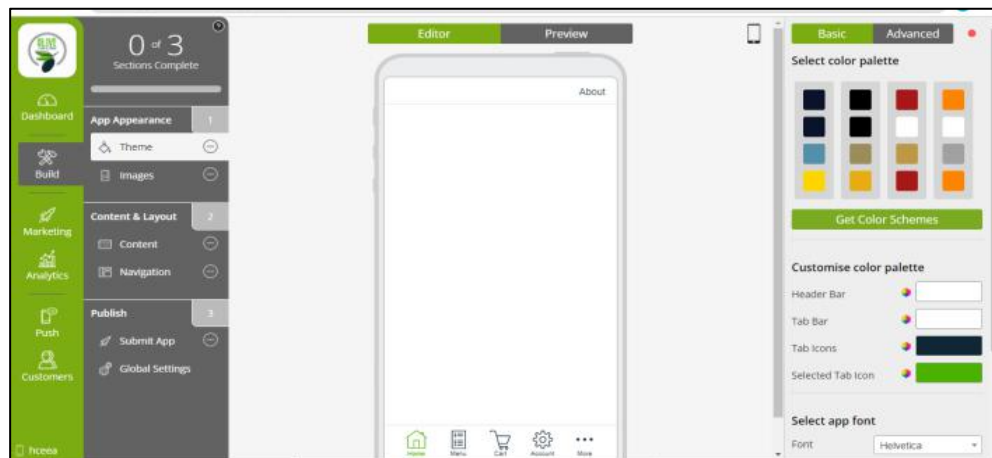 Dashboard
Build
Marketing
Analytics
Push
Customers
hceea
?
0 of 3
Sections Complete
App Appearance 1
Theme
Images
Content & Layout 2
Content
Navigation
Publish 3
Submit App
Global Settings
Editor Preview
About
Home Menu Cart Account More
Basic Advanced
Select color palette
Get Color Schemes
Customise color palette
Header Bar
Tab Bar
Tab Icons
Selected Tab Icon
Select app font
Font Helvetica